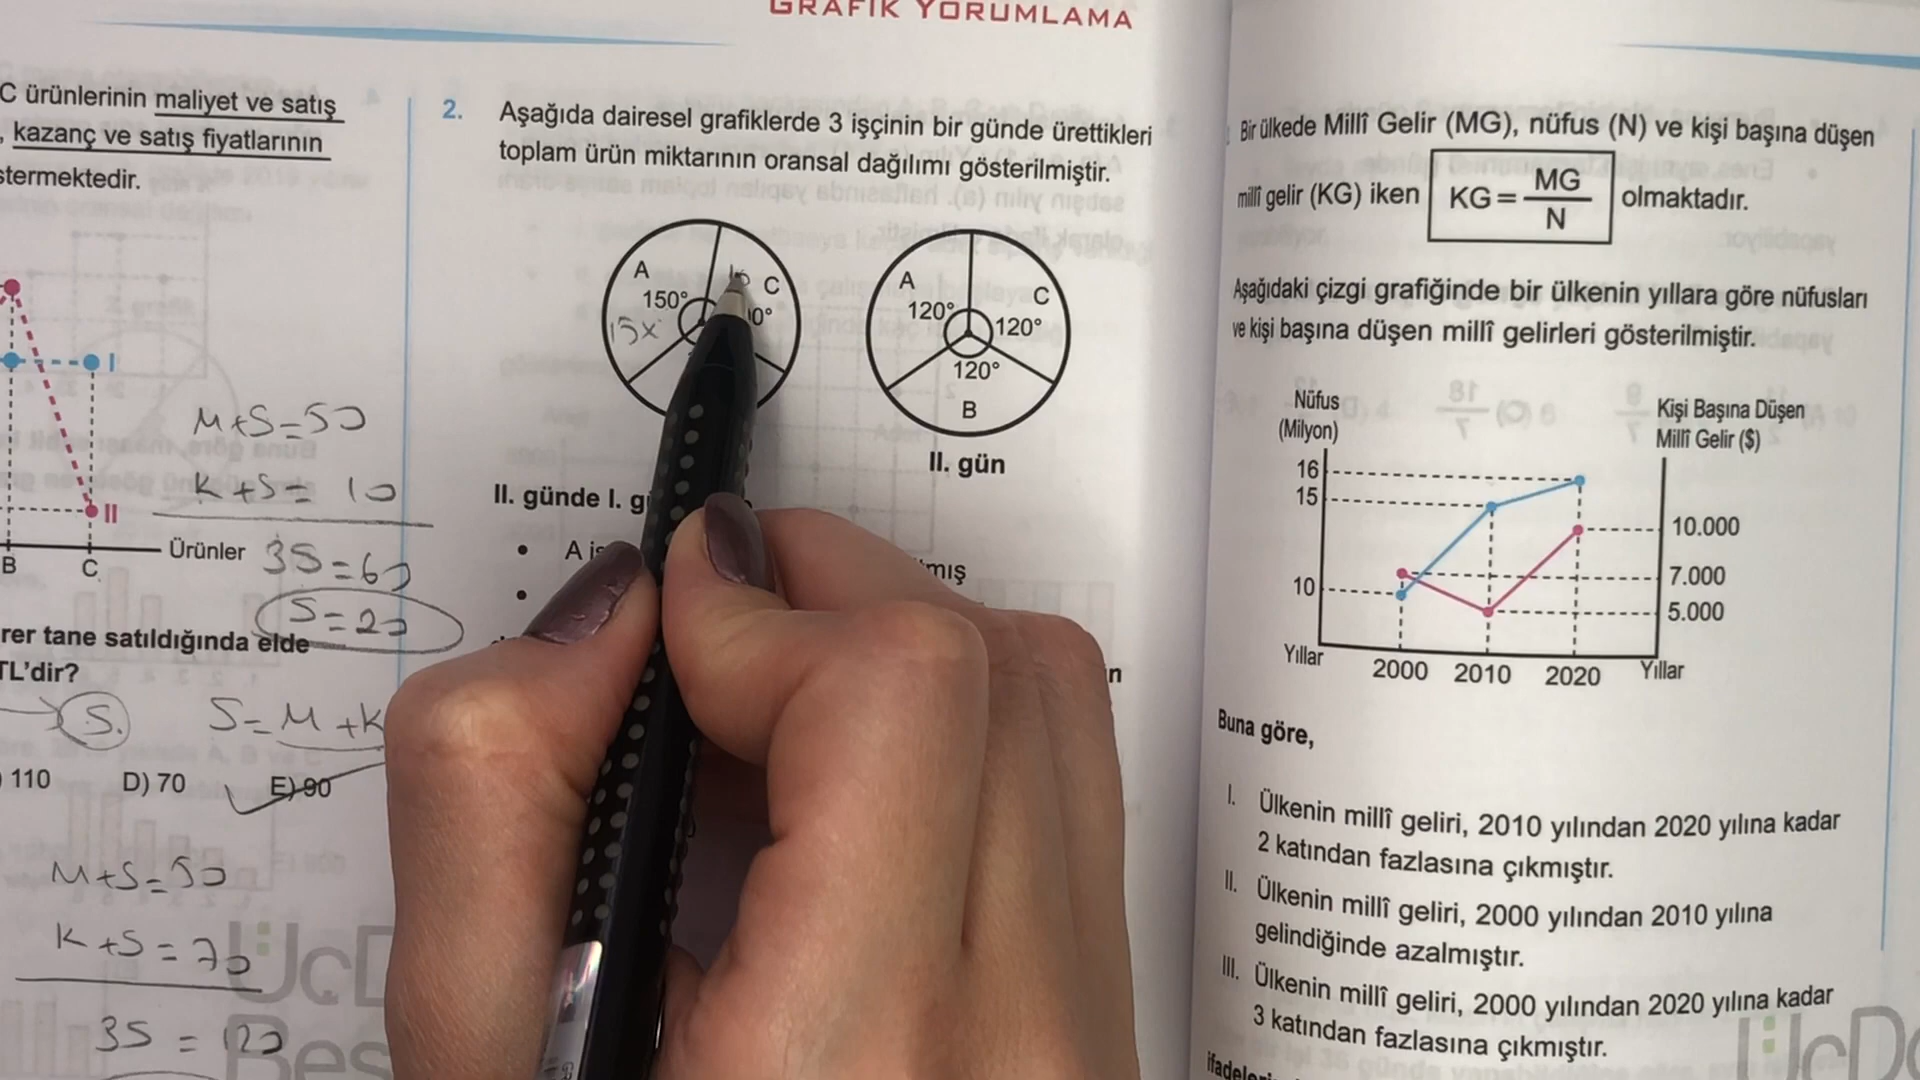 GRAFİK YORUMLAMA
C ürünlerinin maliyet ve satış
, kazanç ve satış fiyatlarının
stermektedir.
I
II
Ürünler
B
C
M+S=50
K+S= 10
3S=60
S=20
rer tane satıldığında elde
TL'dir?
S.
S=M+K
110
D) 70
E) 90
M+S=50
K+S=70
3S = 120
2.
Aşağıda dairesel grafiklerde 3 işçinin bir günde ürettikleri
toplam ürün miktarının oransal dağılımı gösterilmiştir.
A
150°
15x
C
0°
A
120°
C
120°
120°
B
II. gün
II. günde I.
A
mış
n
Bir ülkede Millî Gelir (MG), nüfus (N) ve kişi başına düşen
millî gelir (KG) iken KG = MG / N olmaktadır.
Aşağıdaki çizgi grafiğinde bir ülkenin yıllara göre nüfusları
ve kişi başına düşen millî gelirleri gösterilmiştir.
Nüfus
(Milyon)
Kişi Başına Düşen
Millî Gelir ($)
16
15
10
10.000
7.000
5.000
Yıllar
2000
2010
2020
Yıllar
Buna göre,
I. Ülkenin millî geliri, 2010 yılından 2020 yılına kadar
2 katından fazlasına çıkmıştır.
II. Ülkenin millî geliri, 2000 yılından 2010 yılına
gelindiğinde azalmıştır.
III. Ülkenin millî geliri, 2000 yılından 2020 yılına kadar
3 katından fazlasına çıkmıştır.